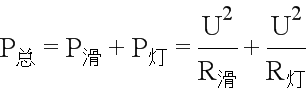 P总 = P滑 + P灯 = U²/R滑 + U²/R灯